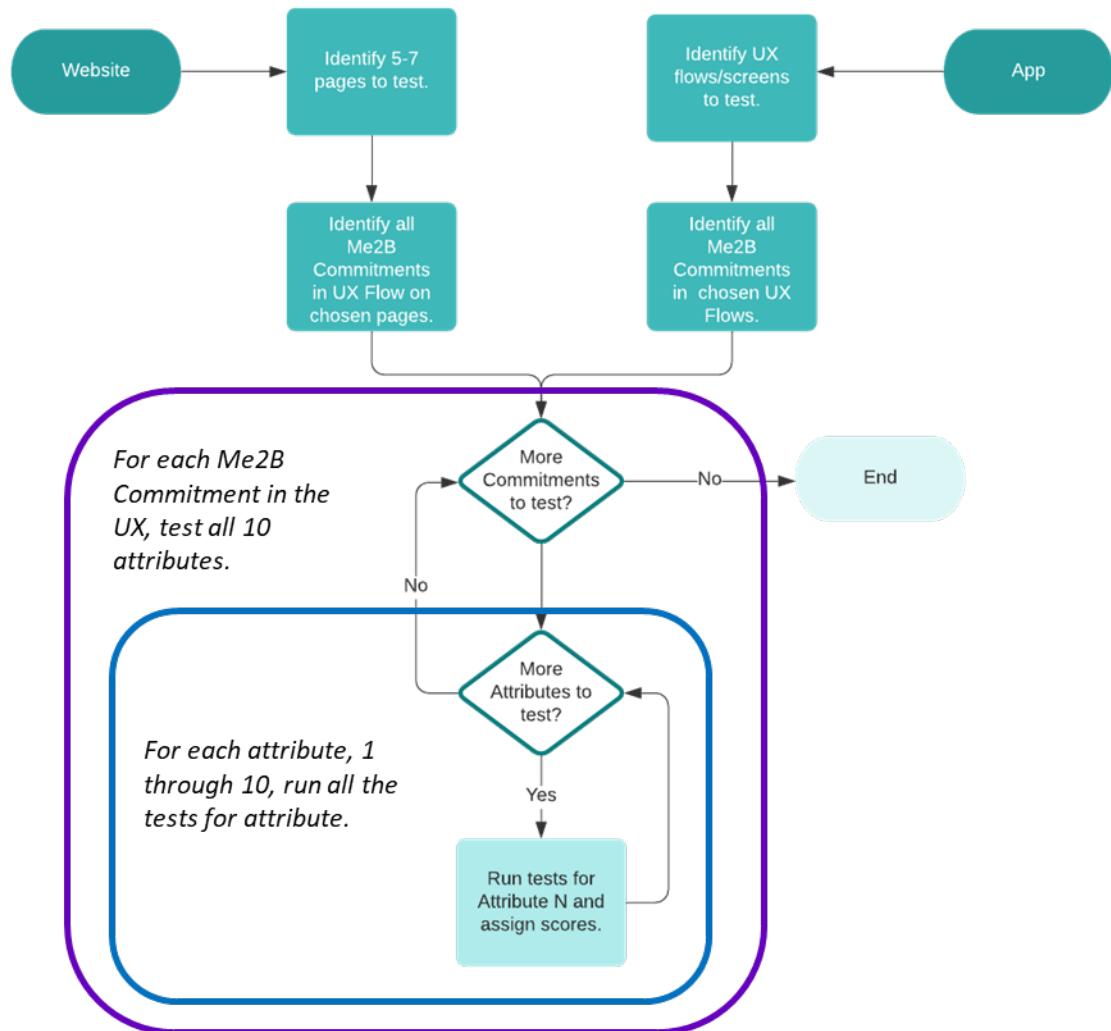 Website
Identify 5-7
pages to test.
Identify UX
flows/screens
to test.
App
Identify all
Me2B
Commitments
in UX Flow on
chosen pages.
Identify all
Me2B
Commitments
in chosen UX
Flows.
For each Me2B
Commitment in the
UX, test all 10
attributes.
More
Commitments
to test?
No
End
No
More
Attributes to
test?
For each attribute, 1
through 10, run all the
tests for attribute.
Yes
Run tests for
Attribute N and
assign scores.